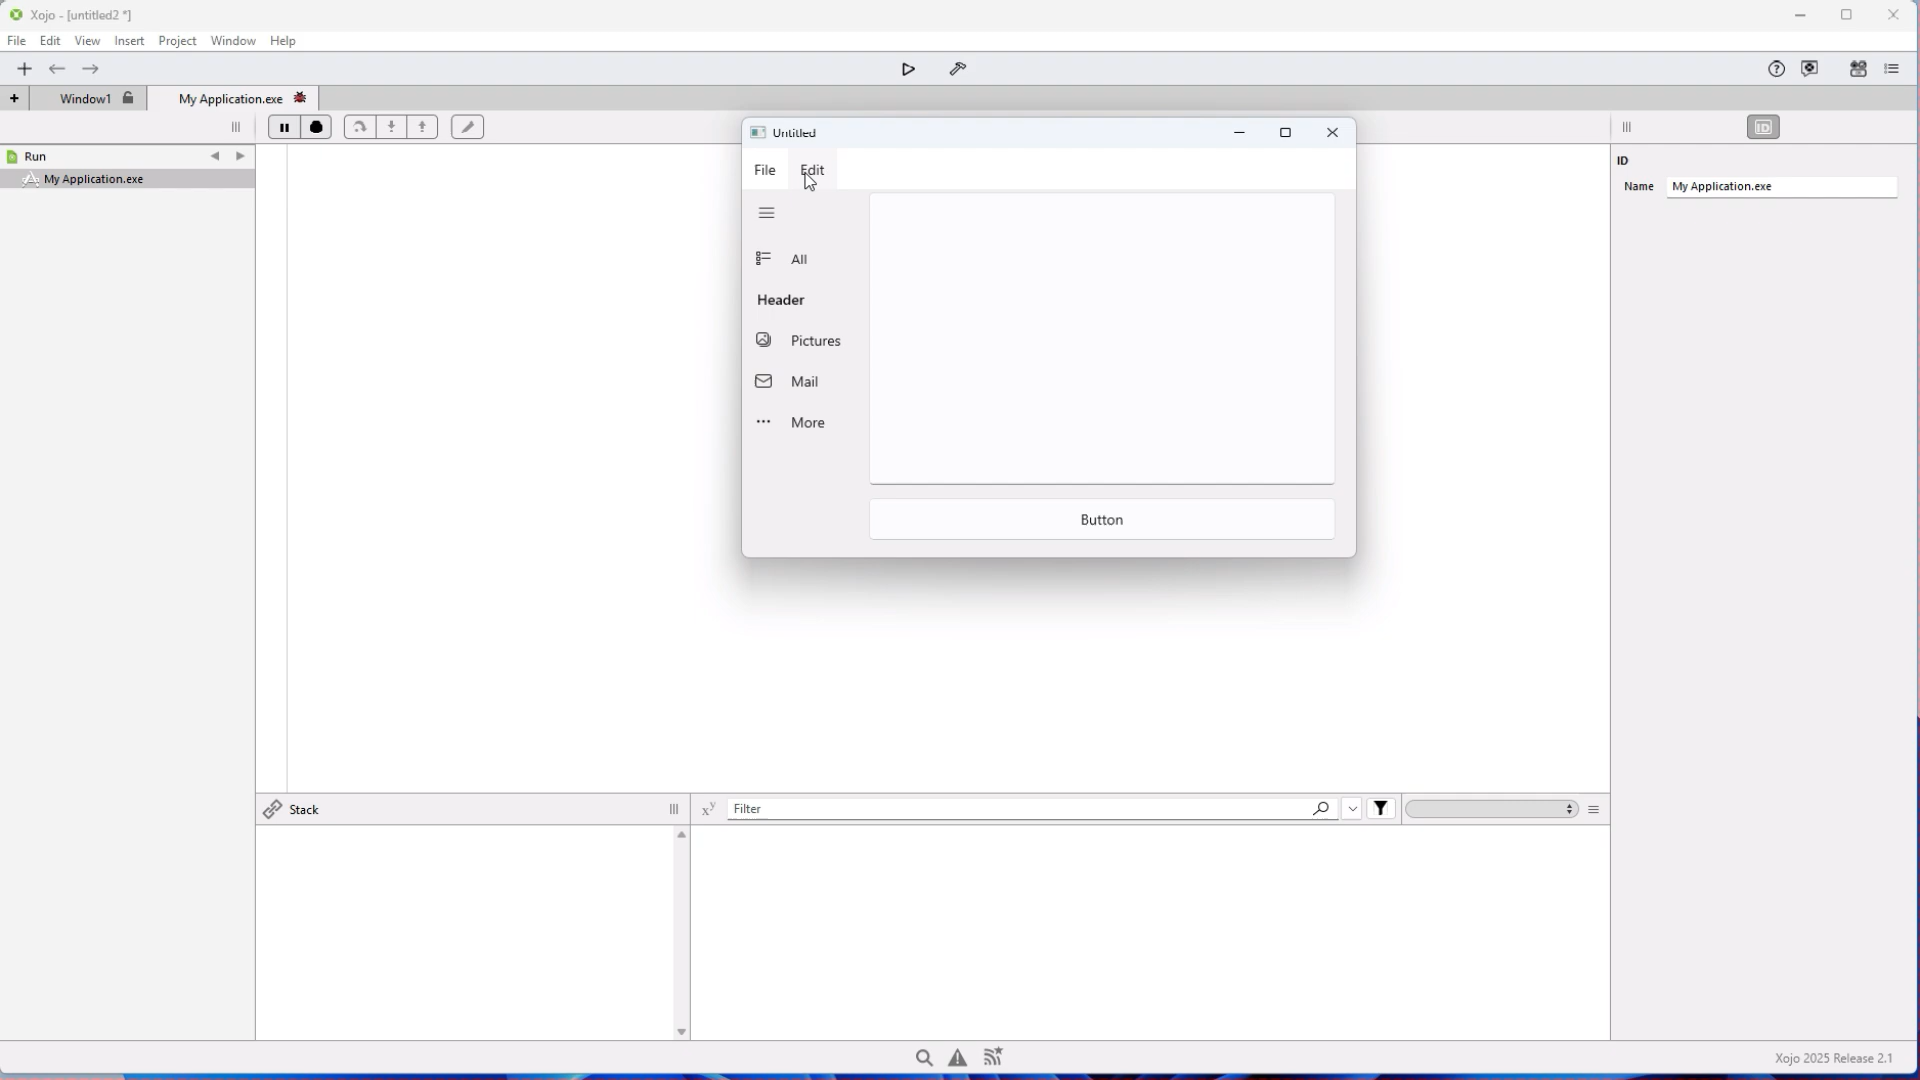 Xojo - [untitled2 *]
File Edit View Insert Project Window Help
Window1
My Application.exe
Run
My Application.exe
Untitled
File Edit
All
Header
Pictures
Mail
More
Button
ID
ID
Name My Application.exe
Stack
xʸ Filter
Xojo 2025 Release 2.1